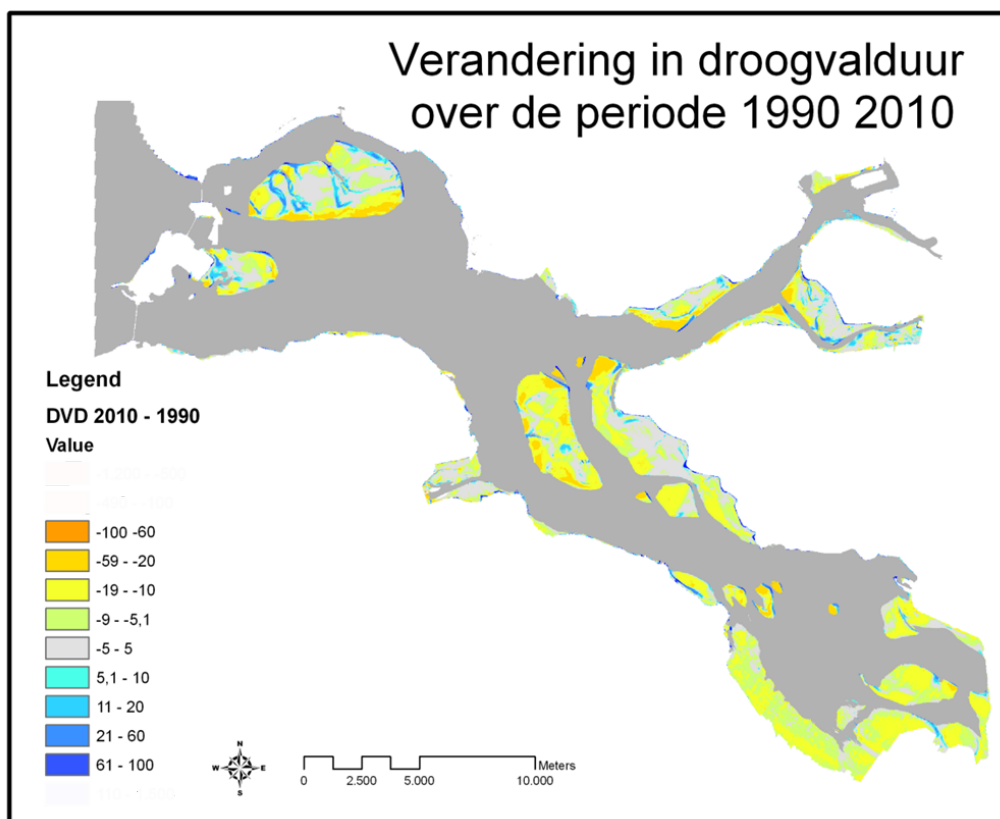 Verandering in droogvalduur
over de periode 1990 2010
Legend
DVD 2010 - 1990
Value
-100 -60
-59 - -20
-19 - -10
-9 - -5,1
-5 - 5
5,1 - 10
11 - 20
21 - 60
61 - 100
N
W E
S
Meters
0 2.500 5.000 10.000